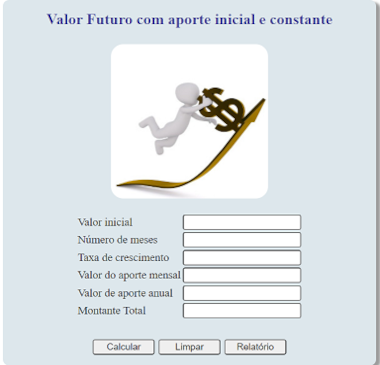 Valor Futuro com aporte inicial e constante
$
Valor inicial
Número de meses
Taxa de crescimento
Valor do aporte mensal
Valor de aporte anual
Montante Total
Calcular Limpar Relatório